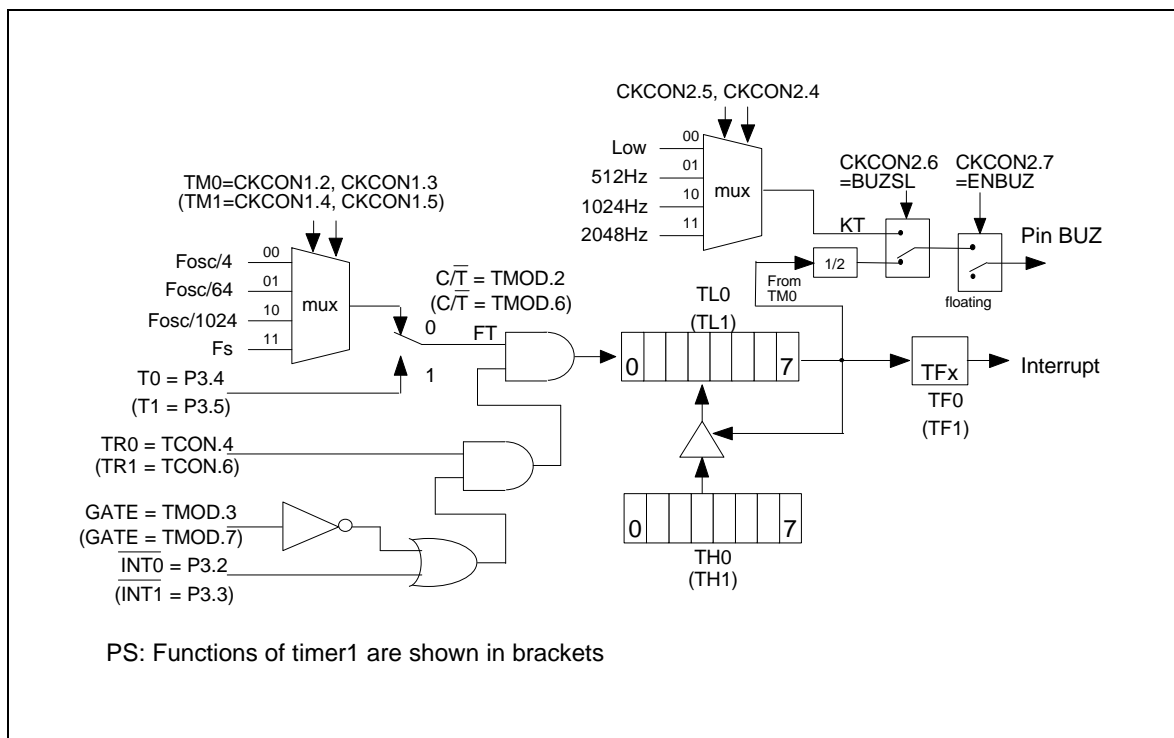 CKCON2.5, CKCON2.4
Low
512Hz
1024Hz
2048Hz
00
01
10
11
mux
KT
CKCON2.6
=BUZSL
CKCON2.7
=ENBUZ
Pin BUZ
1/2
From
TM0
floating
TM0=CKCON1.2, CKCON1.3
(TM1=CKCON1.4, CKCON1.5)
Fosc/4
Fosc/64
Fosc/1024
Fs
00
01
10
11
mux
C/T̅ = TMOD.2
(C/T̅ = TMOD.6)
0
1
FT
T0 = P3.4
(T1 = P3.5)
TR0 = TCON.4
(TR1 = TCON.6)
GATE = TMOD.3
(GATE = TMOD.7)
I̅N̅T̅0̅ = P3.2
(I̅N̅T̅1̅ = P3.3)
TL0
(TL1)
0
7
TFx
TF0
(TF1)
Interrupt
0
7
TH0
(TH1)
PS: Functions of timer1 are shown in brackets